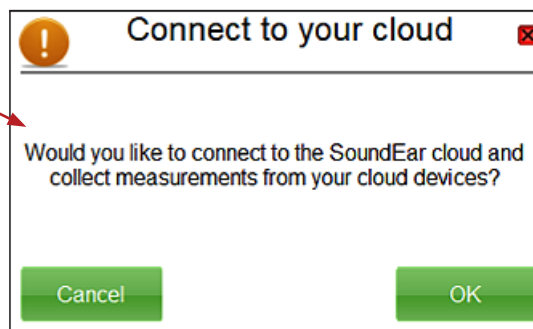 Connect to your cloud
Would you like to connect to the SoundEar cloud and
collect measurements from your cloud devices?
Cancel
OK